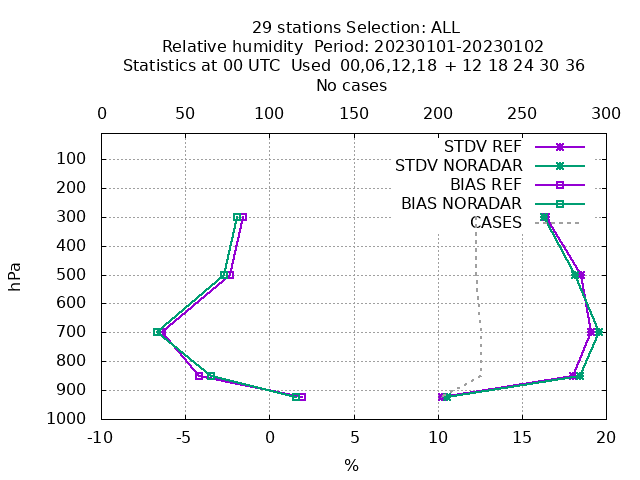 29 stations Selection: ALL
Relative humidity  Period: 20230101-20230102
Statistics at 00 UTC  Used  00,06,12,18  + 12 18 24 30 36
No cases
0 50 100 150 200 250 300
STDV REF
STDV NORADAR
BIAS REF
BIAS NORADAR
CASES
hPa
100
200
300
400
500
600
700
800
900
1000
-10 -5 0 5 10 15 20
%